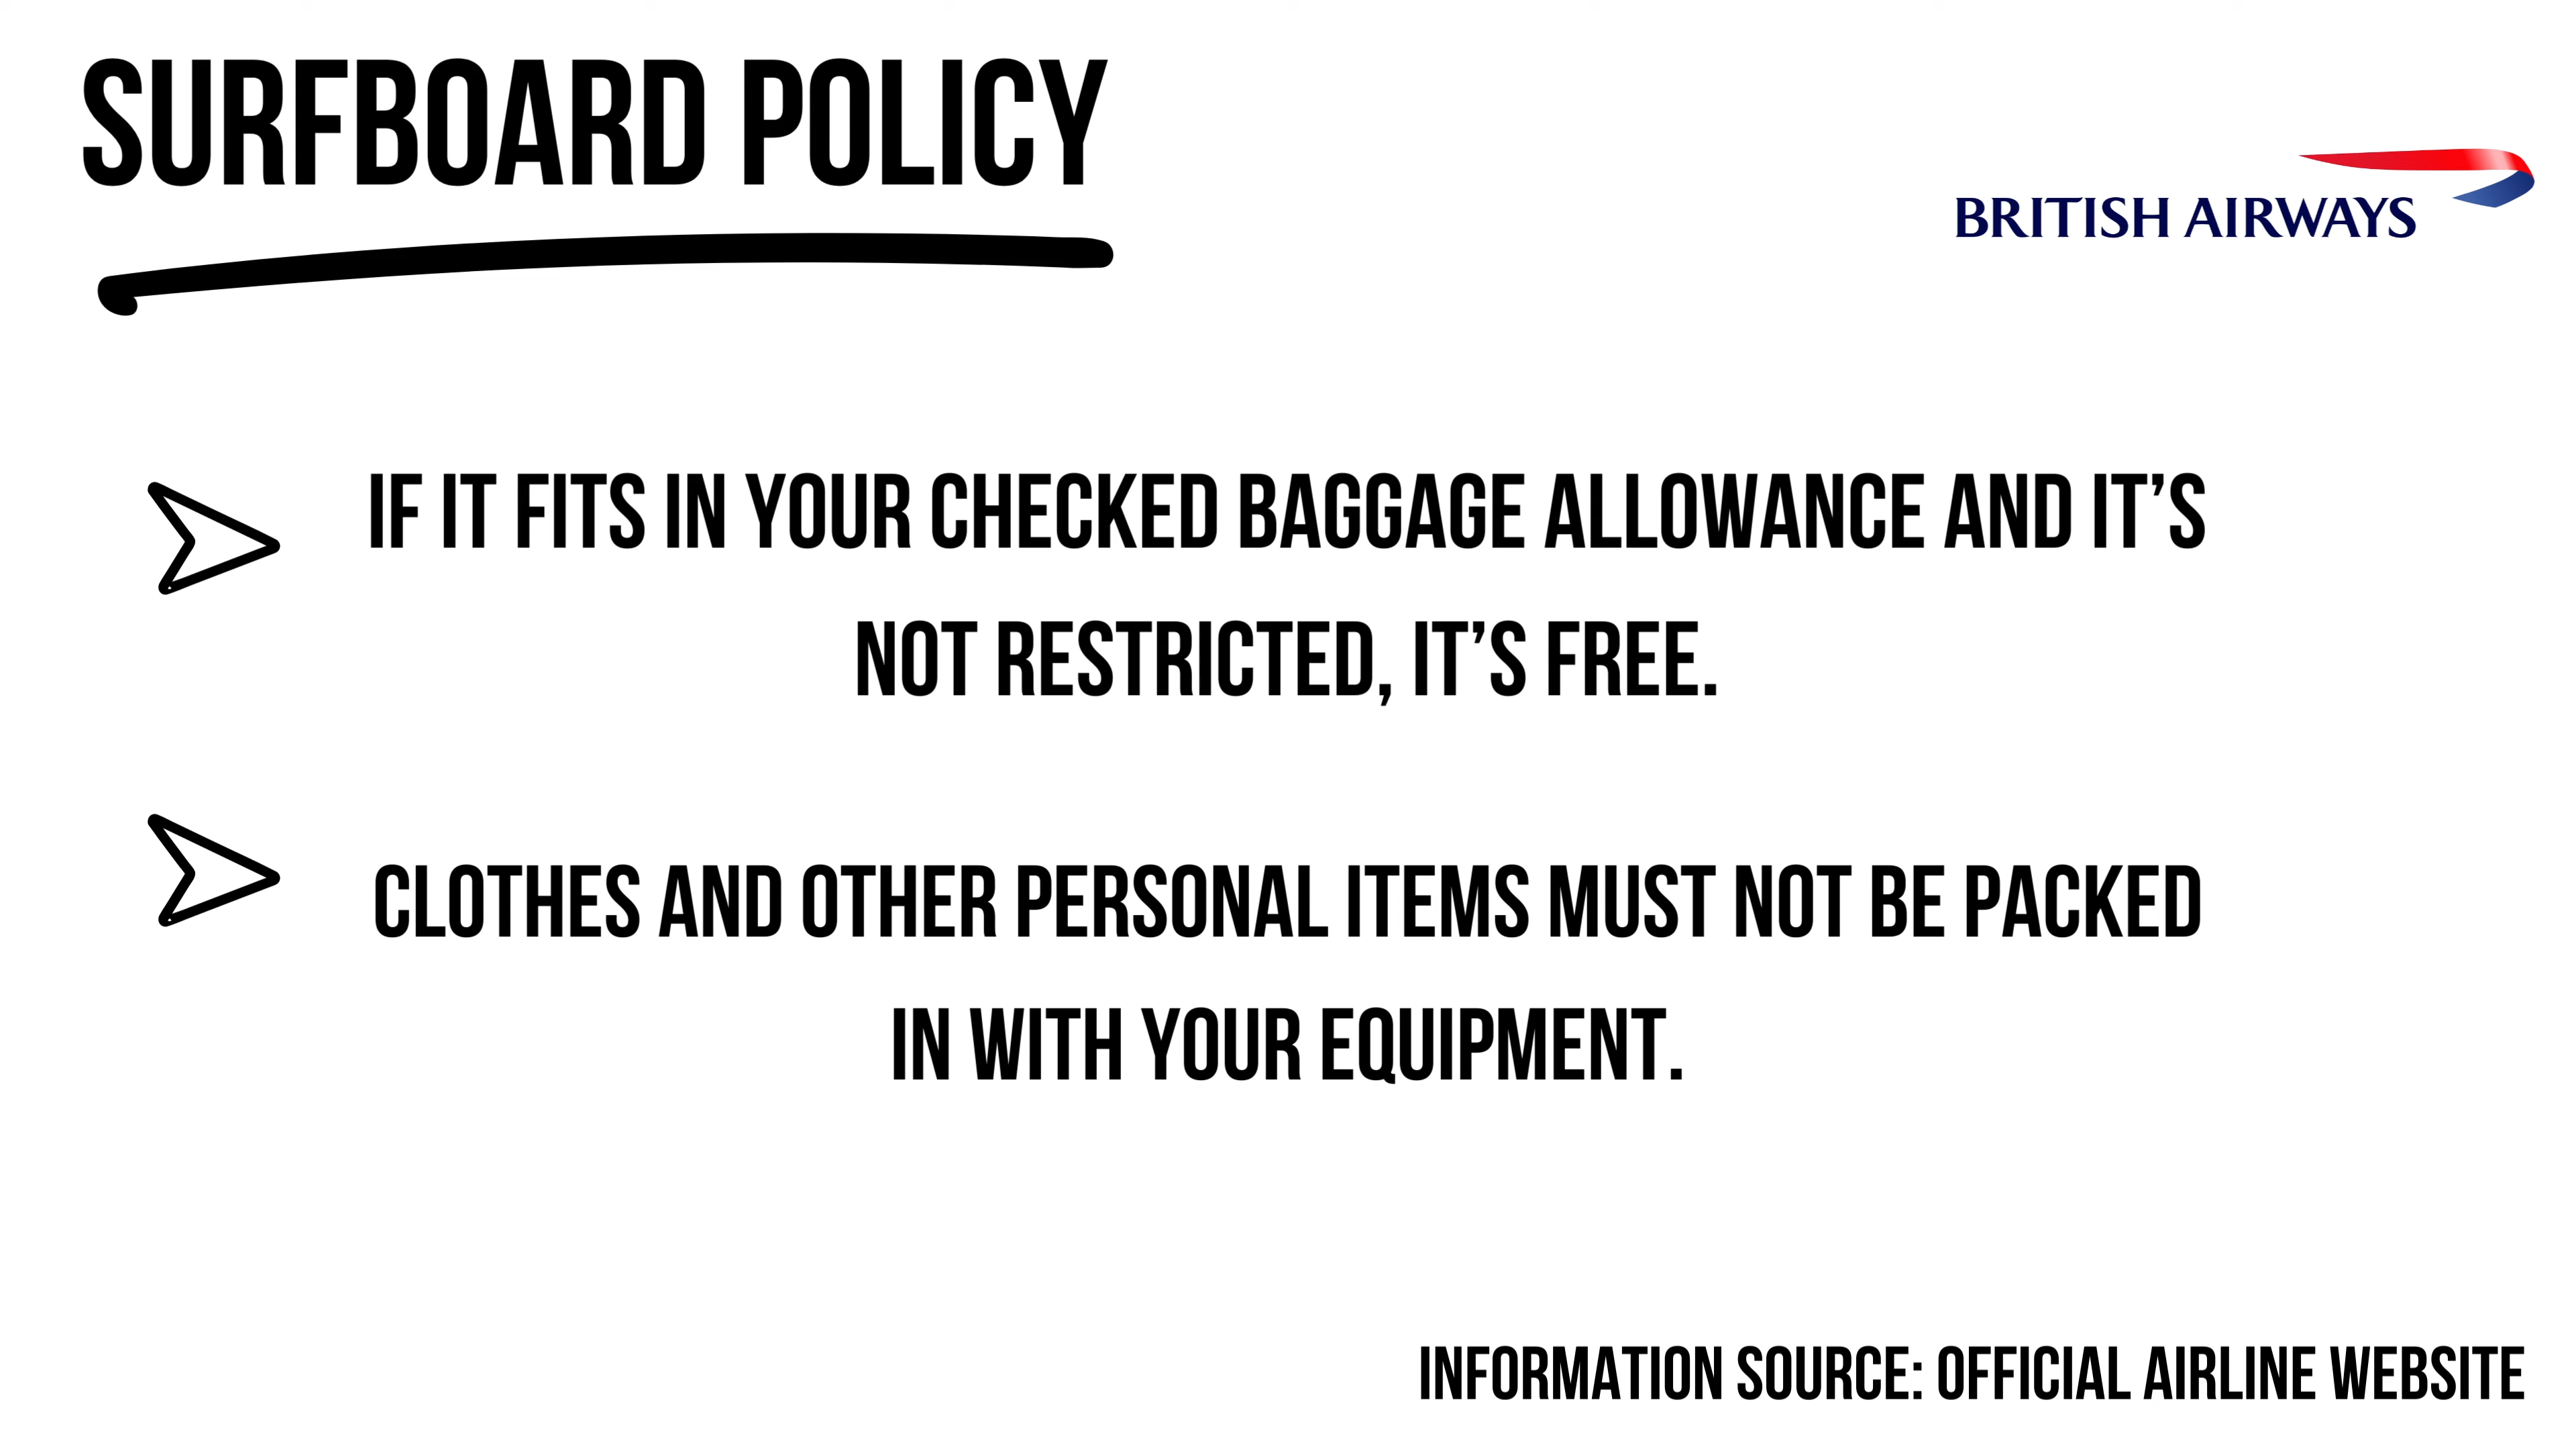 SURFBOARD POLICY
BRITISH AIRWAYS
IF IT FITS IN YOUR CHECKED BAGGAGE ALLOWANCE AND IT’S
NOT RESTRICTED, IT’S FREE.
CLOTHES AND OTHER PERSONAL ITEMS MUST NOT BE PACKED
IN WITH YOUR EQUIPMENT.
INFORMATION SOURCE: OFFICIAL AIRLINE WEBSITE